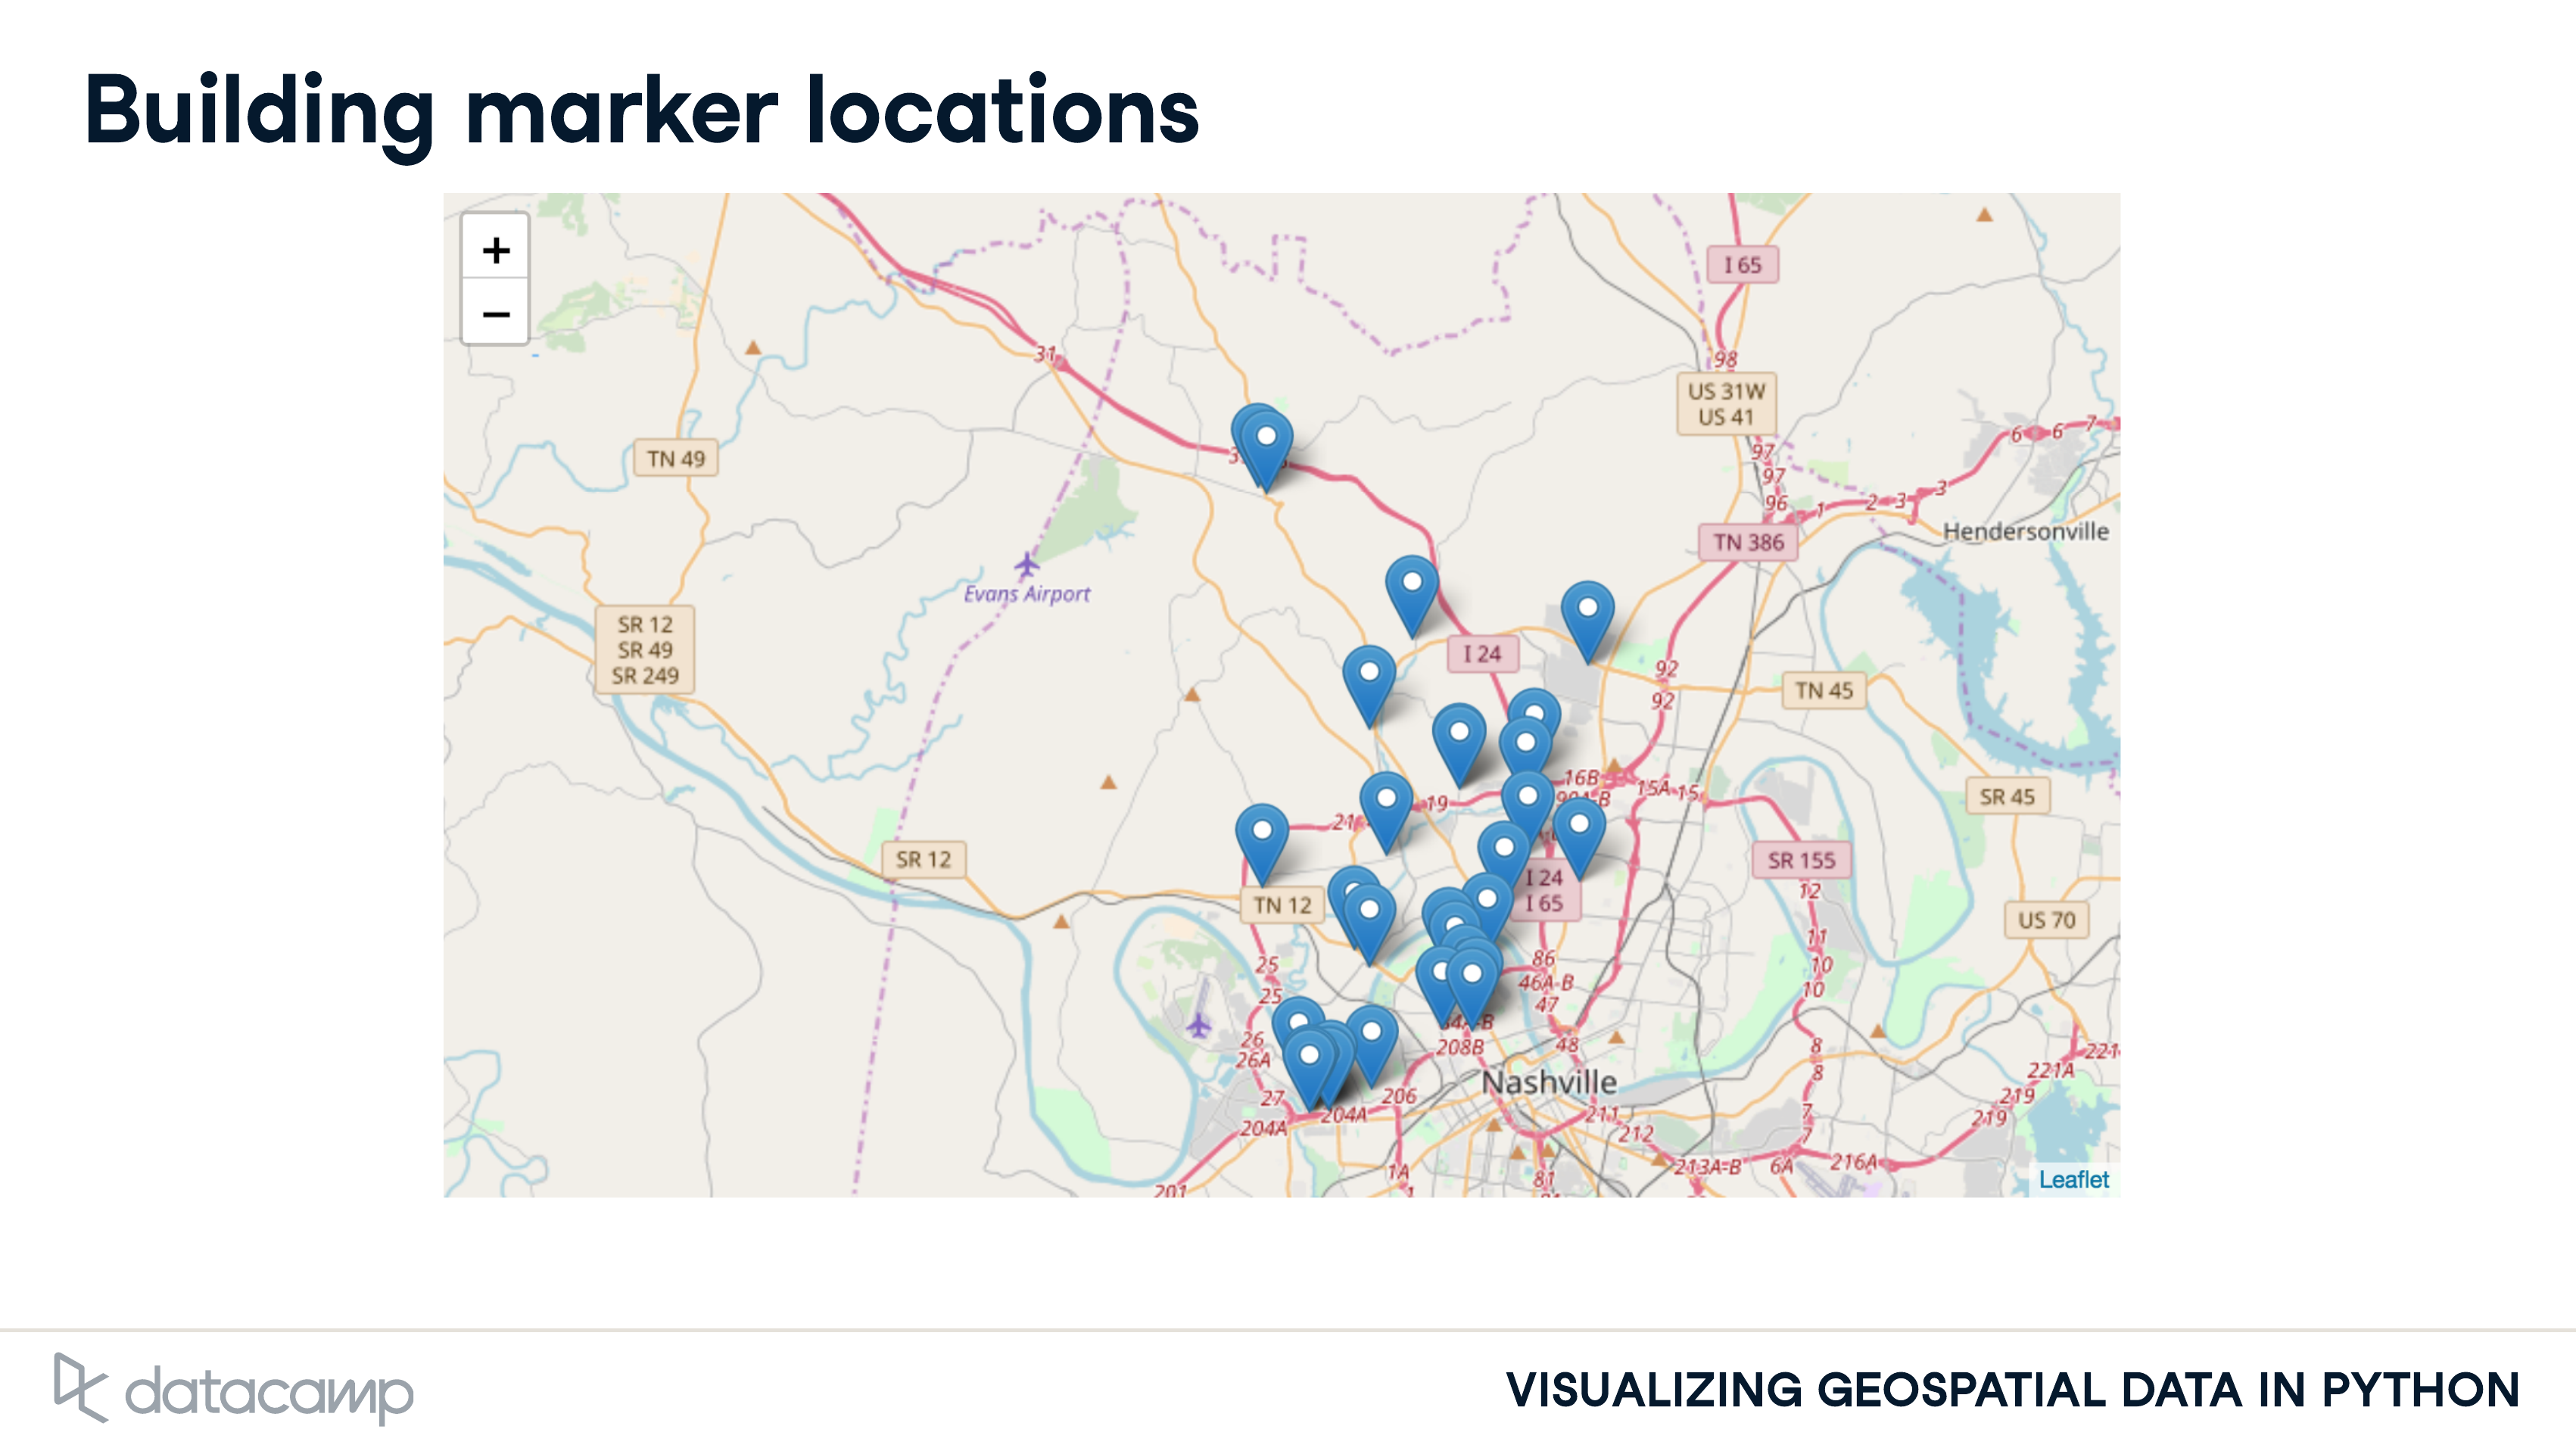 Building marker locations
+
−
I 65
31
98
US 31W
US 41
6 6 7
97
TN 49
97
3
96 1 2 3
Hendersonville
TN 386
Evans Airport
SR 12
SR 49
SR 249
I 24
92
TN 45
92
16B
15A 15
19
SR 45
21
SR 12
SR 155
I 24
I 65
TN 12
12
US 70
11
25
86
10
46A-B
10
25
47
26
48
208B
8
221
26A
8
221A
Nashville
27
206
219
204A
211
7
219
204A
212
7
1A
213A-B
6A
216A
81
201
1
Leaflet
datacamp
VISUALIZING GEOSPATIAL DATA IN PYTHON